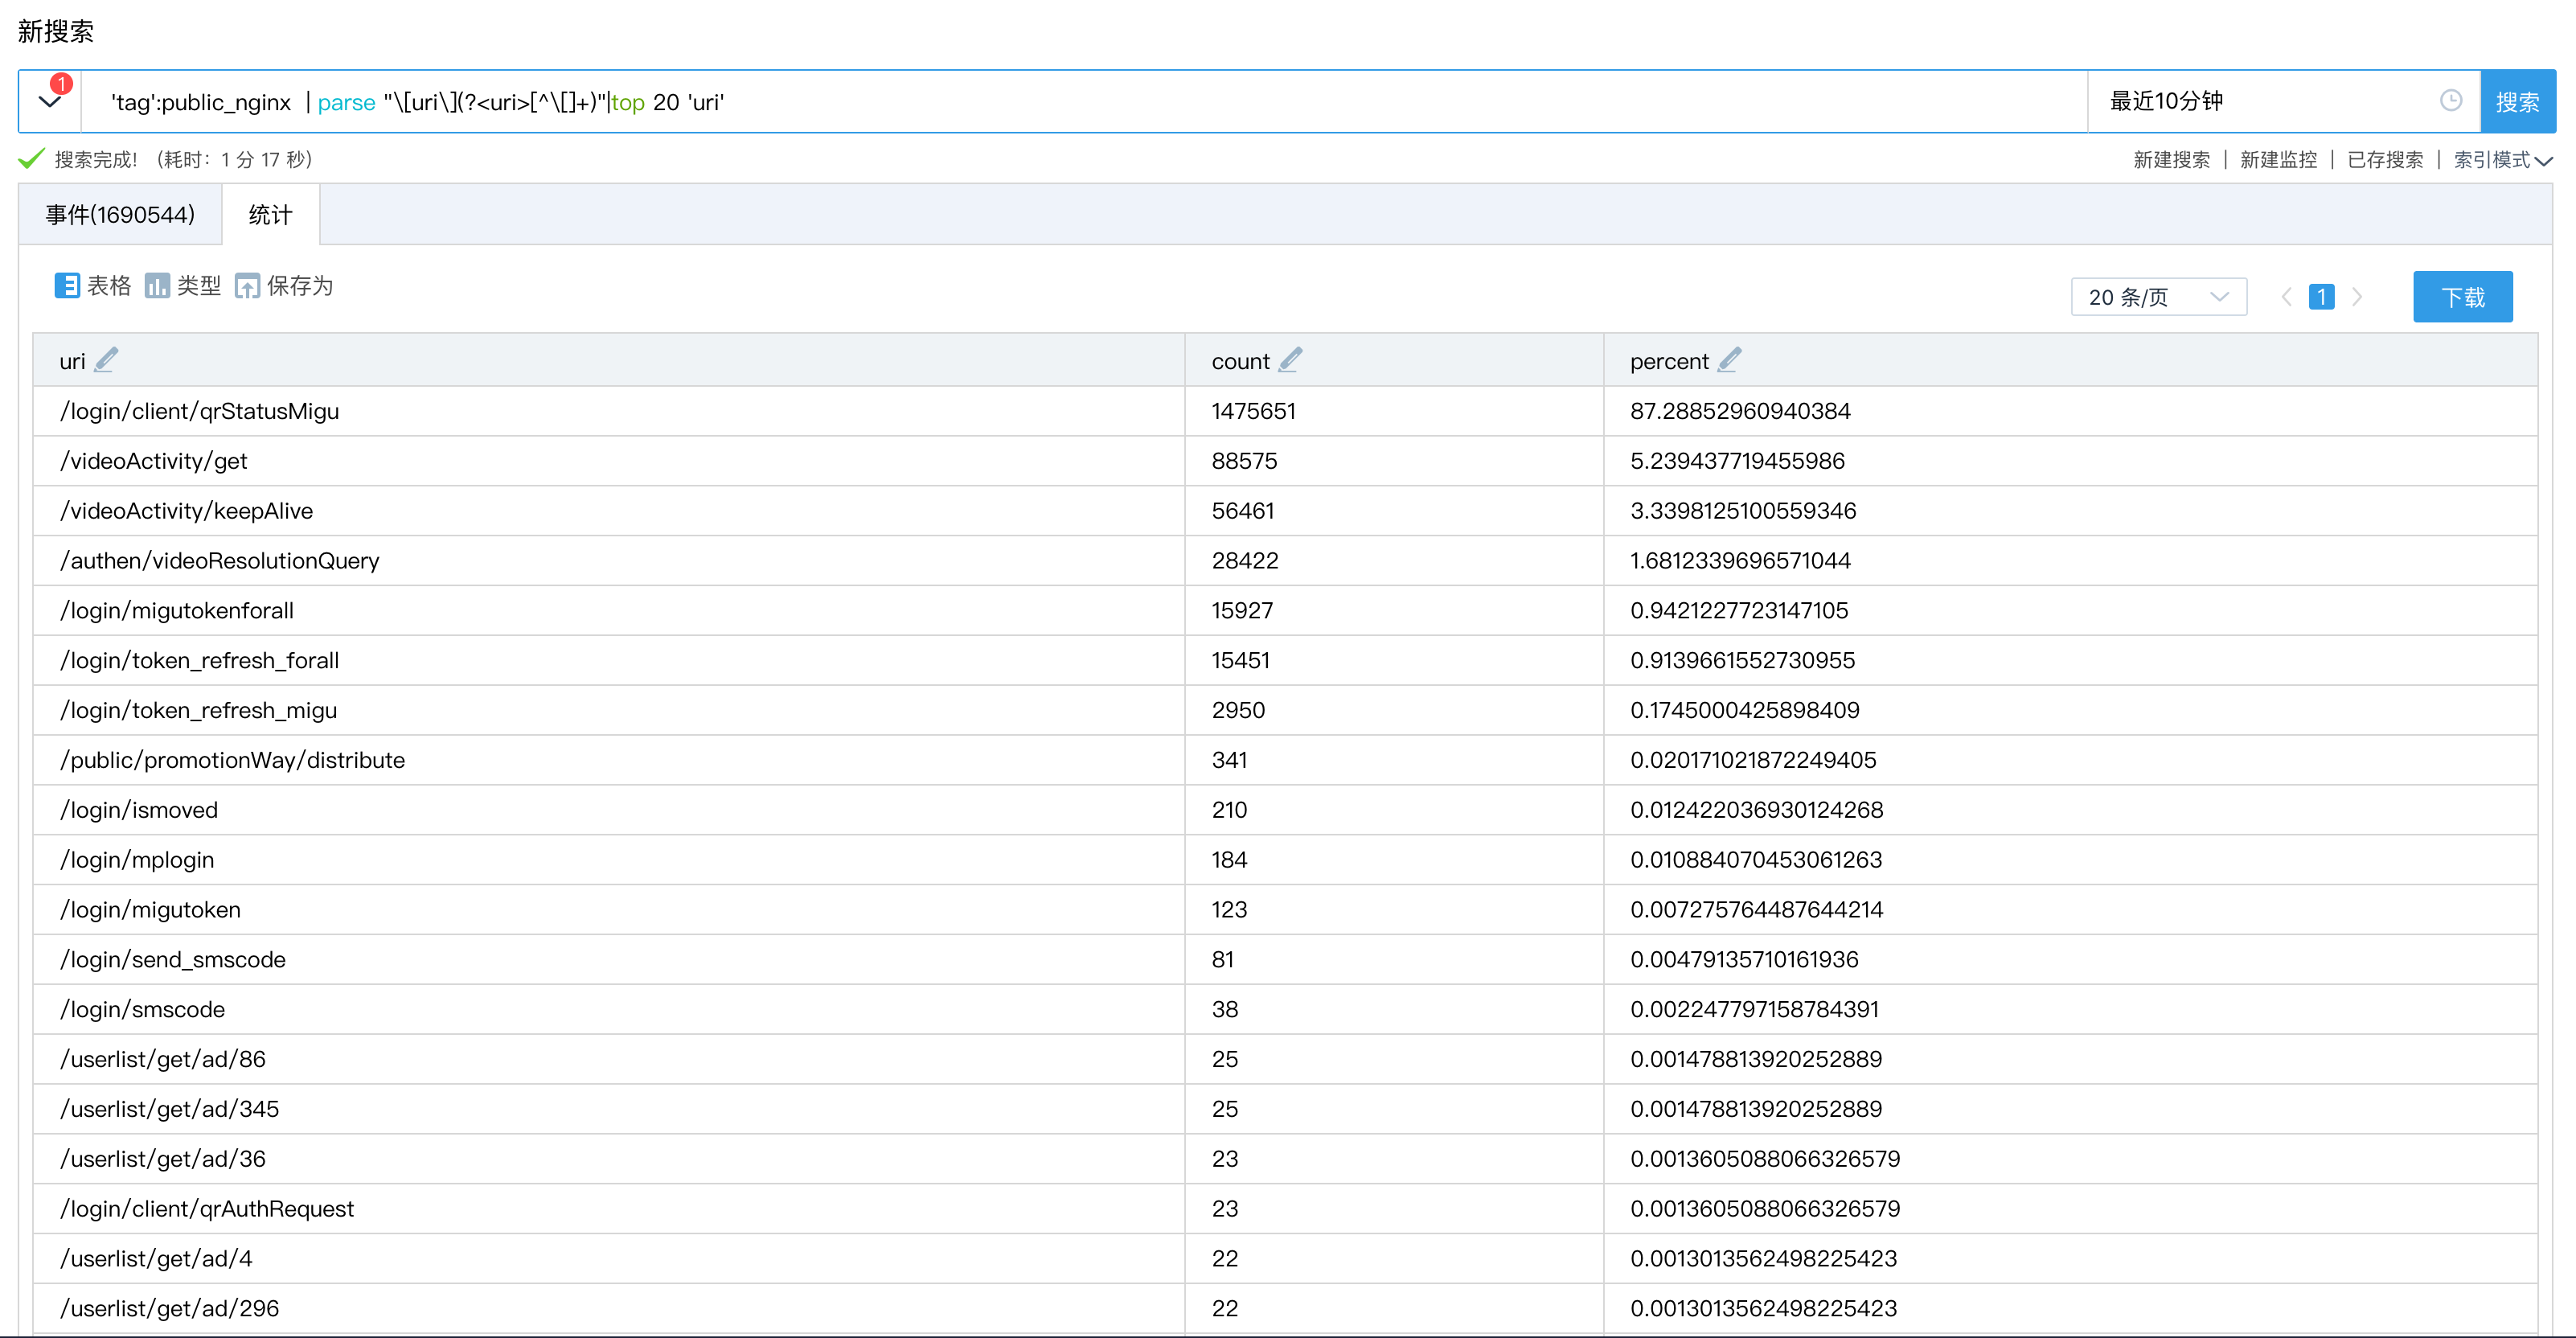 新搜索
1
'tag':public_nginx | parse "\[uri\](?<uri>[^\[]+)"|top 20 'uri'
最近10分钟
搜索
搜索完成! (耗时: 1 分 17 秒)
新建搜索 | 新建监控 | 已存搜索 | 索引模式
事件(1690544) 统计
表格 类型 保存为
20 条/页
1
下载
uri count percent
/login/client/qrStatusMigu 1475651 87.28852960940384
/videoActivity/get 88575 5.239437719455986
/videoActivity/keepAlive 56461 3.3398125100559346
/authen/videoResolutionQuery 28422 1.6812339696571044
/login/migutokenforall 15927 0.9421227723147105
/login/token_refresh_forall 15451 0.9139661552730955
/login/token_refresh_migu 2950 0.1745000425898409
/public/promotionWay/distribute 341 0.020171021872249405
/login/ismoved 210 0.012422036930124268
/login/mplogin 184 0.010884070453061263
/login/migutoken 123 0.007275764487644214
/login/send_smscode 81 0.00479135710161936
/login/smscode 38 0.002247797158784391
/userlist/get/ad/86 25 0.001478813920252889
/userlist/get/ad/345 25 0.001478813920252889
/userlist/get/ad/36 23 0.0013605088066326579
/login/client/qrAuthRequest 23 0.0013605088066326579
/userlist/get/ad/4 22 0.0013013562498225423
/userlist/get/ad/296 22 0.0013013562498225423